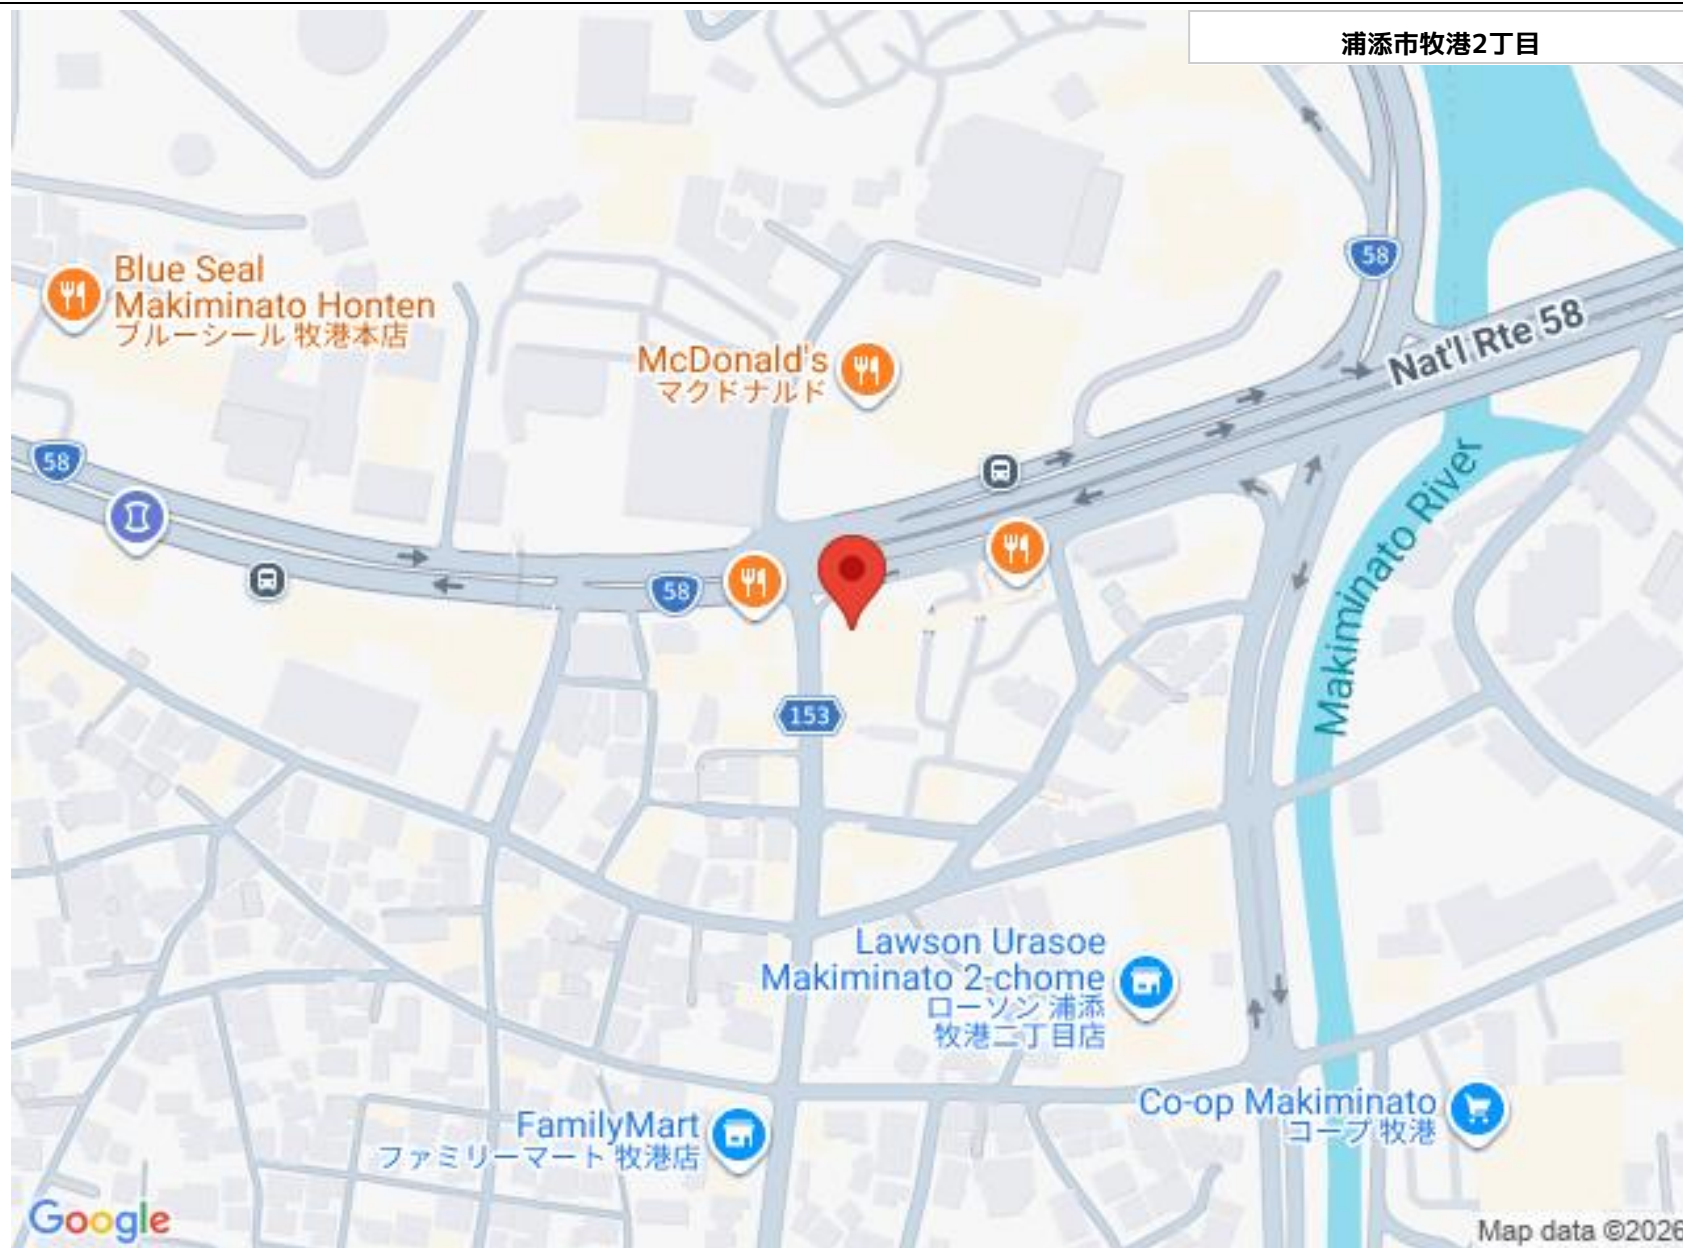 浦添市牧港2丁目
58
Blue Seal
Makiminato Honten
ブルーシール 牧港本店
Nat'l Rte 58
McDonald's
マクドナルド
58
58
Makiminato River
153
Lawson Urasoe
Makiminato 2-chome
ローソン 浦添
牧港二丁目店
Co-op Makiminato
コープ 牧港
FamilyMart
ファミリーマート 牧港店
Google
Map data ©2026